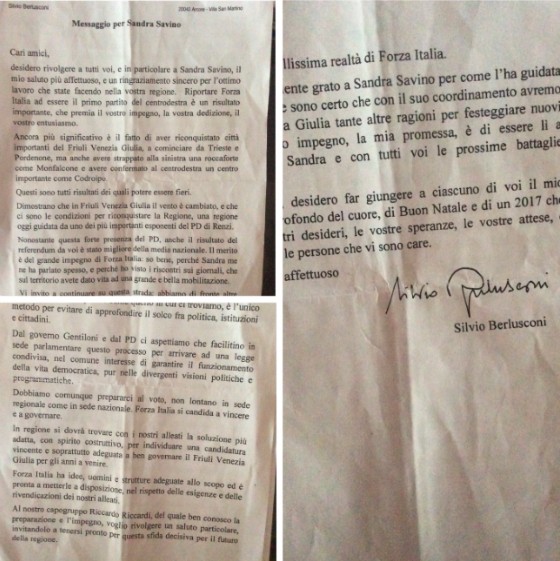 Silvio Berlusconi
20043 Arcore - Villa San Martino
Messaggio per Sandra Savino
Cari amici,
desidero rivolgere a tutti voi, e in particolare a Sandra Savino, il
mio saluto più affettuoso, e un ringraziamento sincero per l'ottimo
lavoro che state facendo nella vostra regione. Riportare Forza
Italia ad essere il primo partito del centrodestra è un risultato
importante, che premia il vostro impegno, la vostra dedizione, il
vostro entusiasmo.
Ancora più significativo è il fatto di aver riconquistato città
importanti del Friuli Venezia Giulia, a cominciare da Trieste e
Pordenone, ma anche avere strappato alla sinistra una roccaforte
come Monfalcone e avere confermato al centrodestra un centro
importante come Codroipo.
Questi sono tutti risultati dei quali potere essere fieri.
Dimostrano che in Friuli Venezia Giulia il vento è cambiato, e che
ci sono le condizioni per riconquistare la Regione, una regione
oggi guidata da uno dei più importanti esponenti del PD di Renzi.
Nonostante questa forte presenza del PD, anche il risultato del
referendum da voi è stato migliore della media nazionale. Il merito
è del grande impegno di Forza Italia: so bene, perché Sandra me
ne ha parlato spesso, e perché ho visto i riscontri sui giornali, che
sul territorio avete dato vita ad una grande e bella mobilitazione.
Vi invito a continuare su questa strada: abbiamo di fronte altre
in cui ci troviamo, è l'unico
metodo per evitare di approfondire il solco fra politica, istituzioni
e cittadini.
Dal governo Gentiloni e dal PD ci aspettiamo che facilitino in
sede parlamentare questo processo per arrivare ad una legge
condivisa, nel comune interesse di garantire il funzionamento
della vita democratica, pur nelle divergenti visioni politiche e
programmatiche.
Dobbiamo comunque prepararci al voto, non lontano in sede
regionale come in sede nazionale. Forza Italia si candida a vincere
e a governare.
In regione si dovrà trovare con i nostri alleati la soluzione più
adatta, con spirito costruttivo, per individuare una candidatura
vincente e soprattutto adeguata a ben governare il Friuli Venezia
Giulia per gli anni a venire.
Forza Italia ha idee, uomini e strutture adeguate allo scopo ed è
pronta a metterle a disposizione, nel rispetto delle esigenze e delle
rivendicazioni dei nostri alleati.
Al nostro capogruppo Riccardo Riccardi, del quale ben conosco la
preparazione e l'impegno, voglio rivolgere un saluto particolare,
invitandolo a tenersi pronto per questa sfida decisiva per il futuro
della regione.
llissima realtà di Forza Italia.
ente grato a Sandra Savino per come l'ha guidata
e sono certo che con il suo coordinamento avremo
a Giulia tante altre ragioni per festeggiare nuovi
o impegno, la mia promessa, è di essere lì a
Sandra e con tutti voi le prossime battaglie
desidero far giungere a ciascuno di voi il mio
ofondo del cuore, di Buon Natale e di un 2017 che
tri desideri, le vostre speranze, le vostre attese,
le persone che vi sono care.
affettuoso
Silvio Berlusconi
Silvio Berlusconi